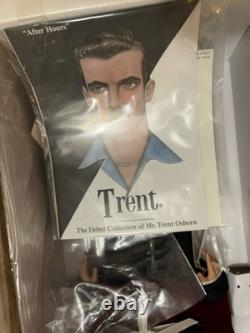 "After Hours"
Trent®
The Debut Collection of Mr. Trent Osborn